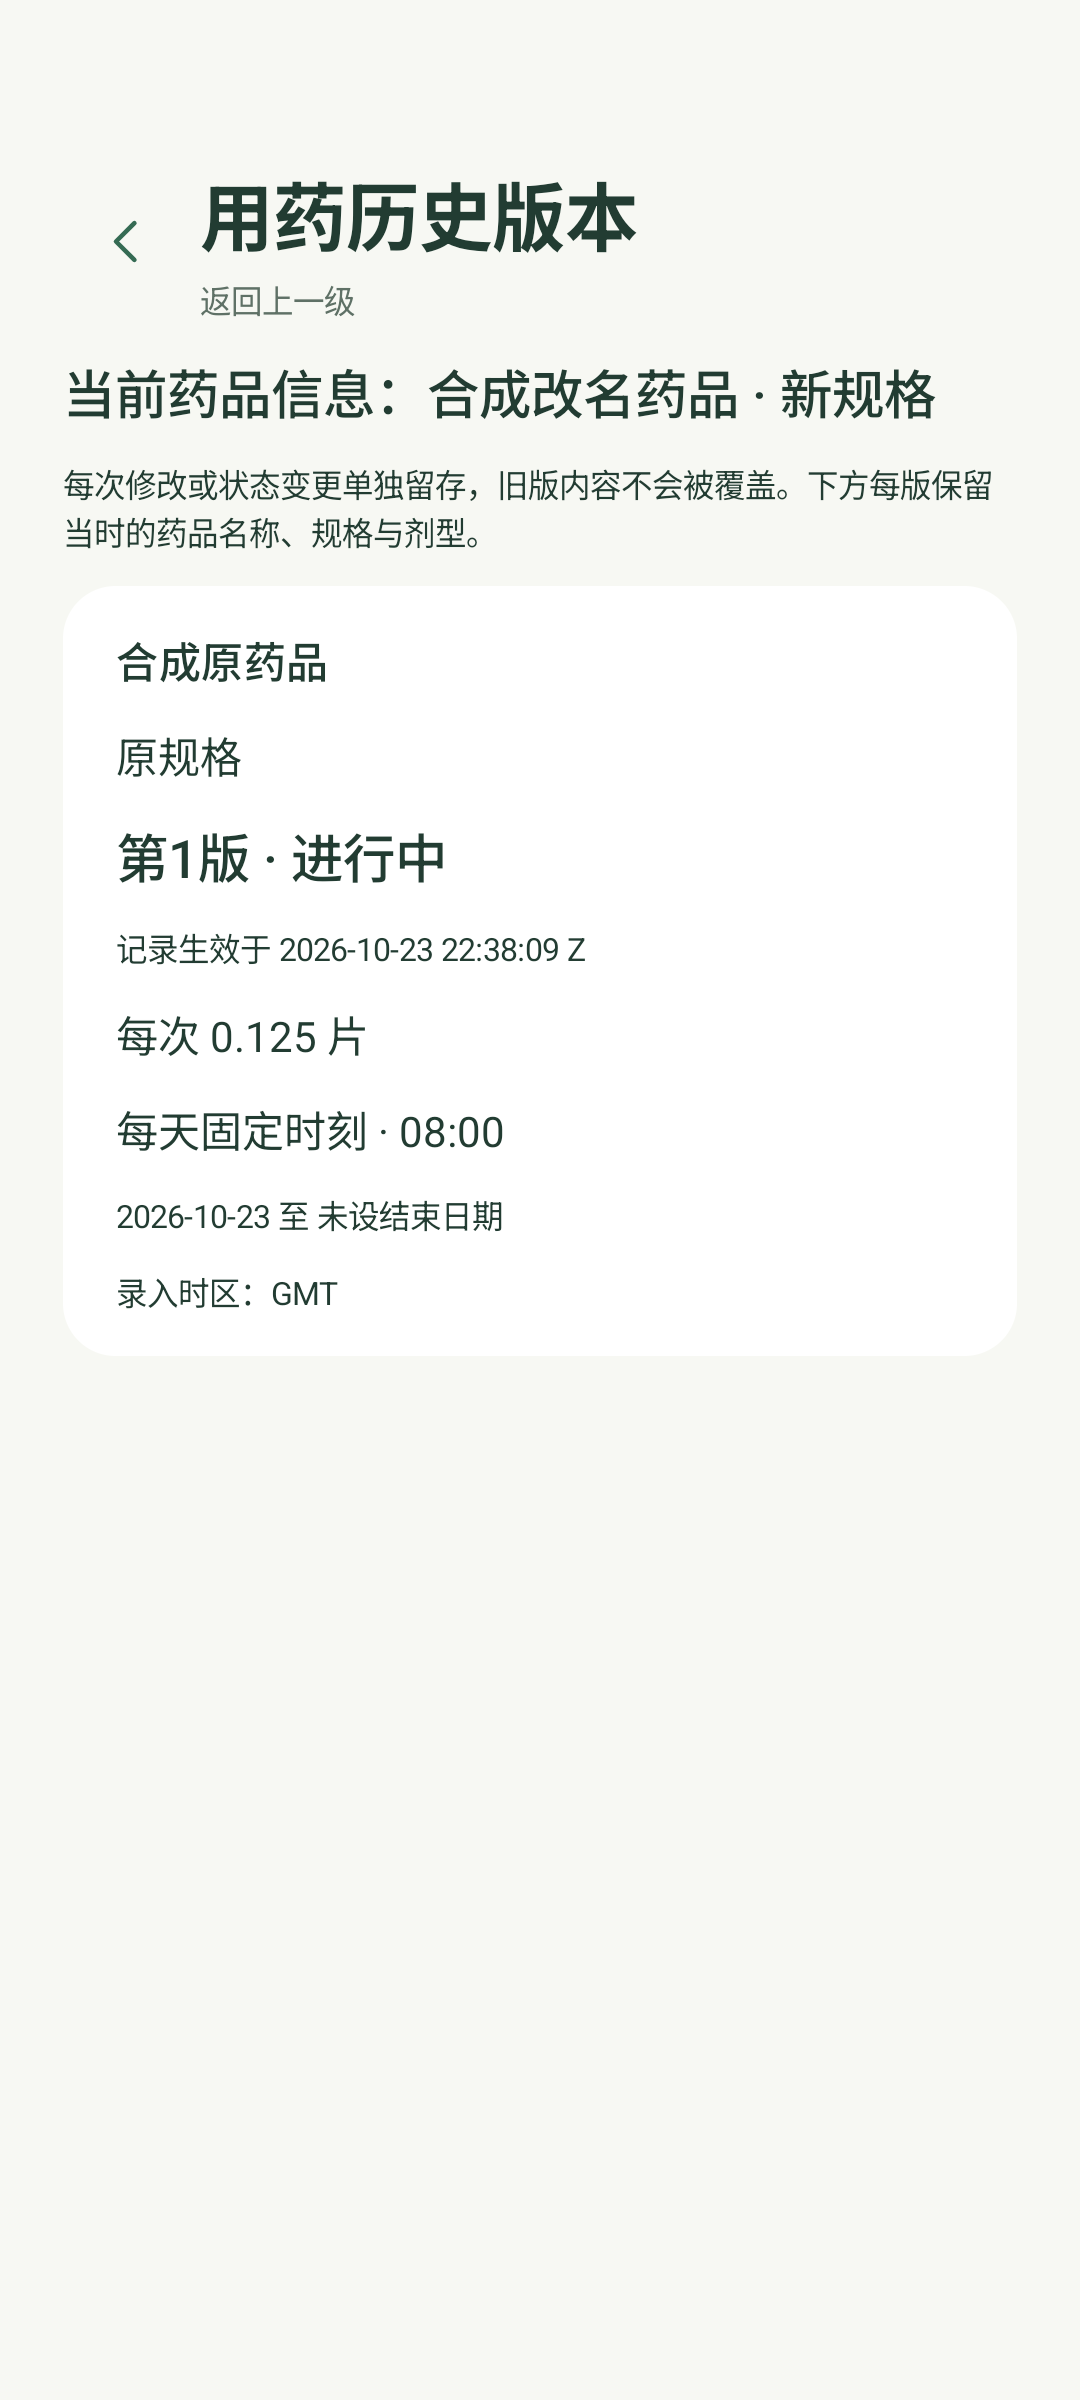 用药历史版本
返回上一级
当前药品信息：合成改名药品 · 新规格
每次修改或状态变更单独留存，旧版内容不会被覆盖。下方每版保留
当时的药品名称、规格与剂型。
合成原药品
原规格
第1版 · 进行中
记录生效于 2026-10-23 22:38:09 Z
每次 0.125 片
每天固定时刻 · 08:00
2026-10-23 至 未设结束日期
录入时区：GMT